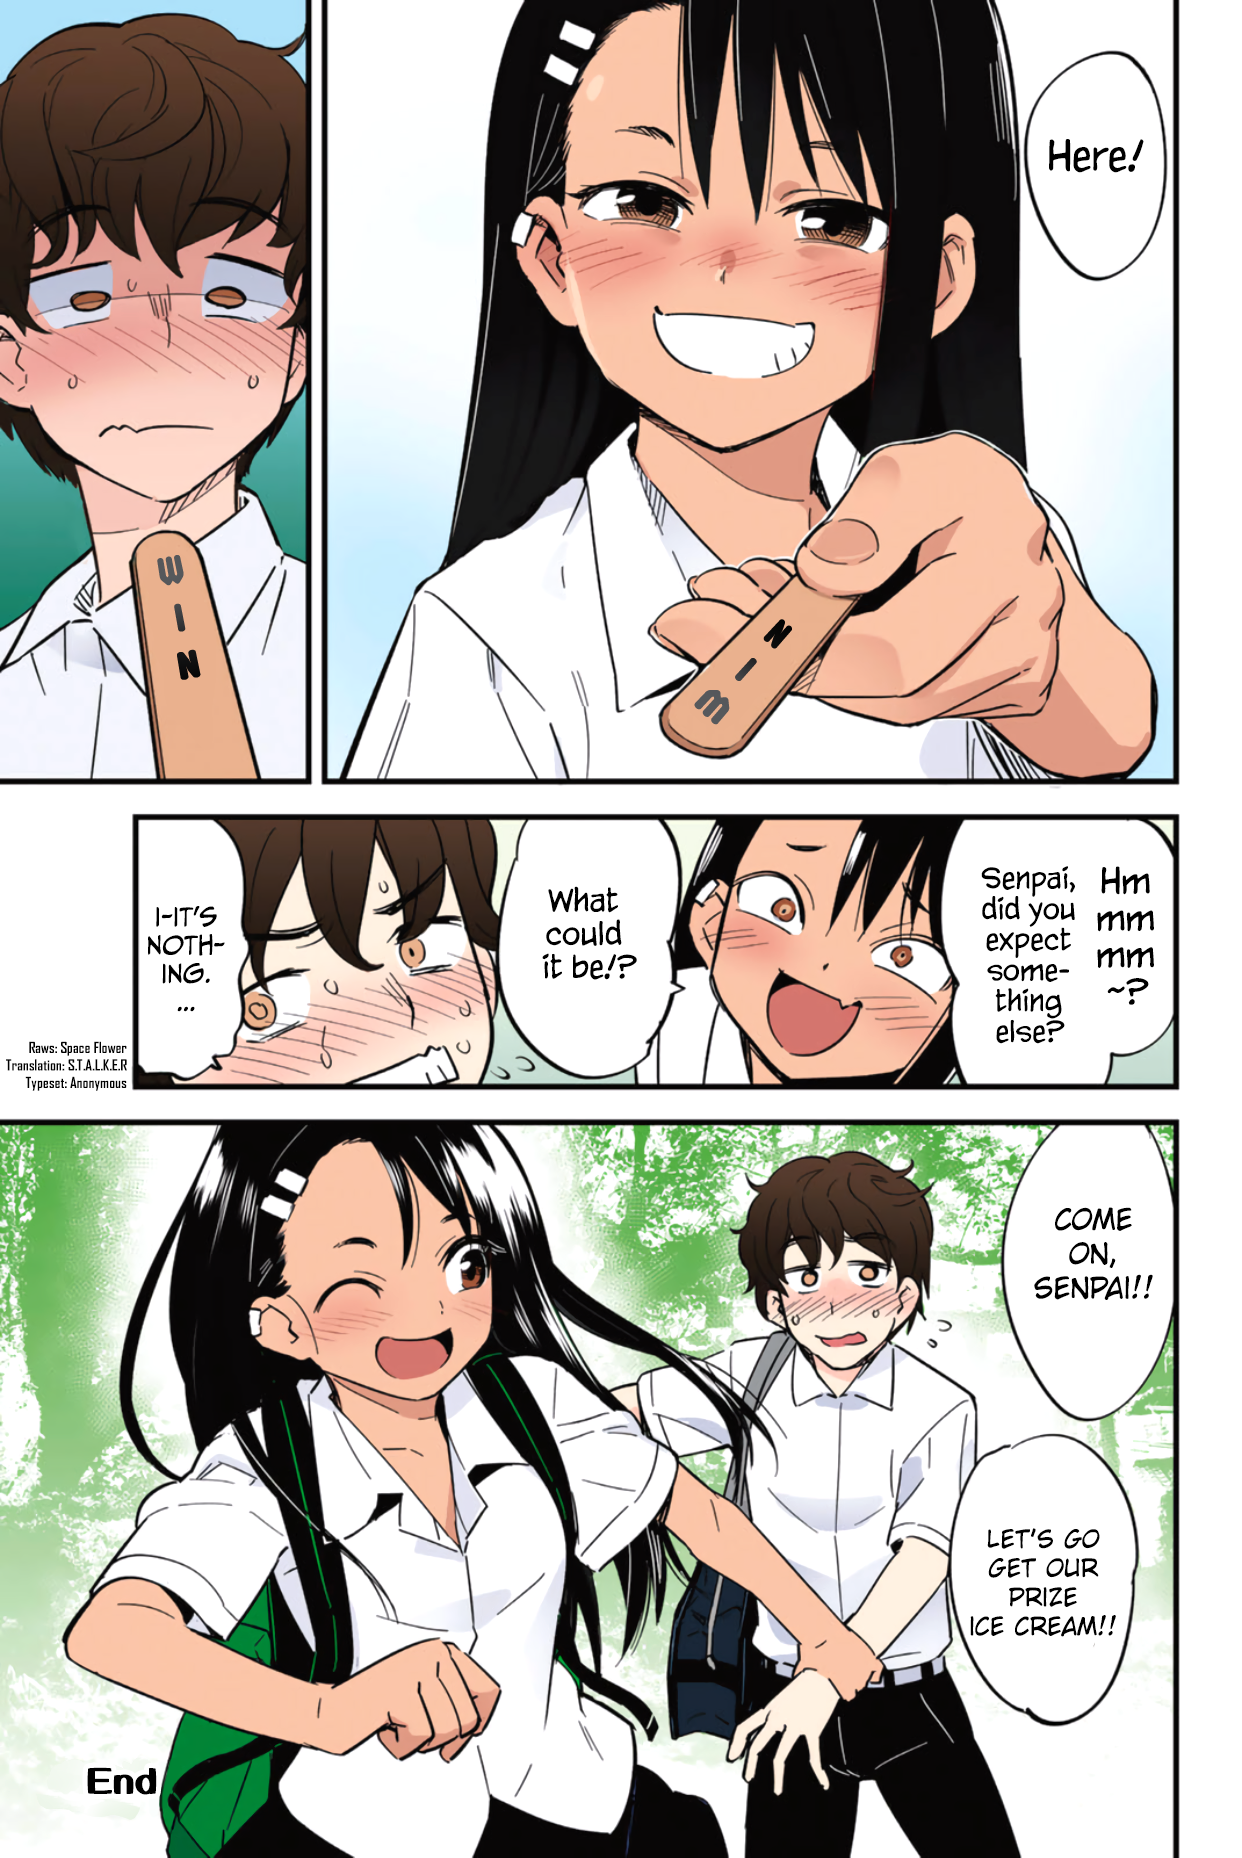 Here!
WIN
WIN
Hm
mm
mm
~?
Senpai,
did you
expect
some-
thing
else?
What
could
it be!?
I-IT'S
NOTH-
ING.
...
Raws: Space Flower
Translation: S.T.A.L.K.E.R
Typeset: Anonymous
COME
ON,
SENPAI!!
LET'S GO
GET OUR
PRIZE
ICE CREAM!!
End